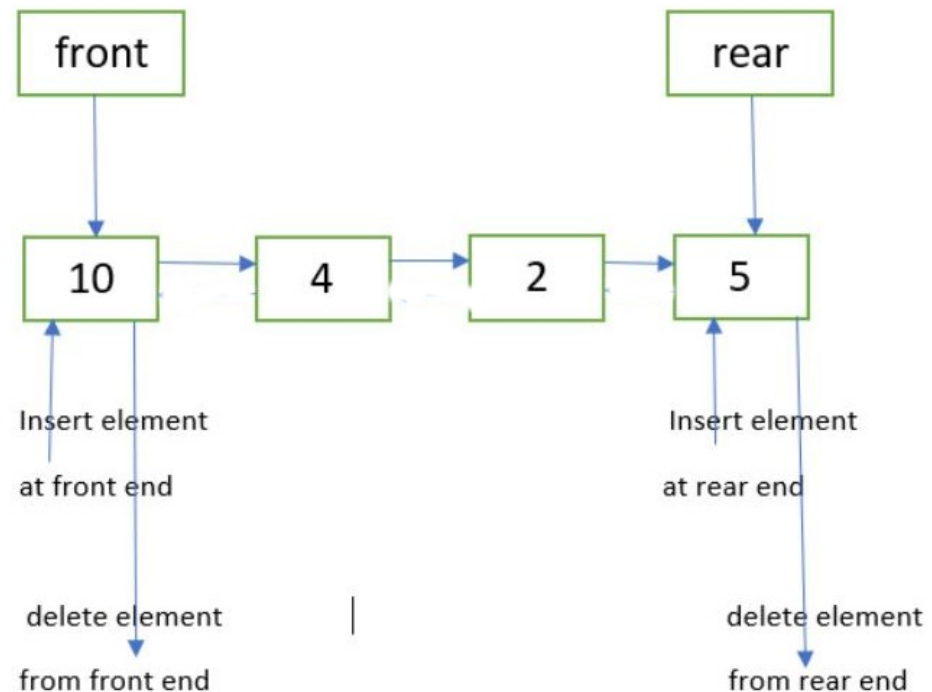 front
rear
10
4
2
5
Insert element
at front end
Insert element
at rear end
delete element
from front end
delete element
from rear end